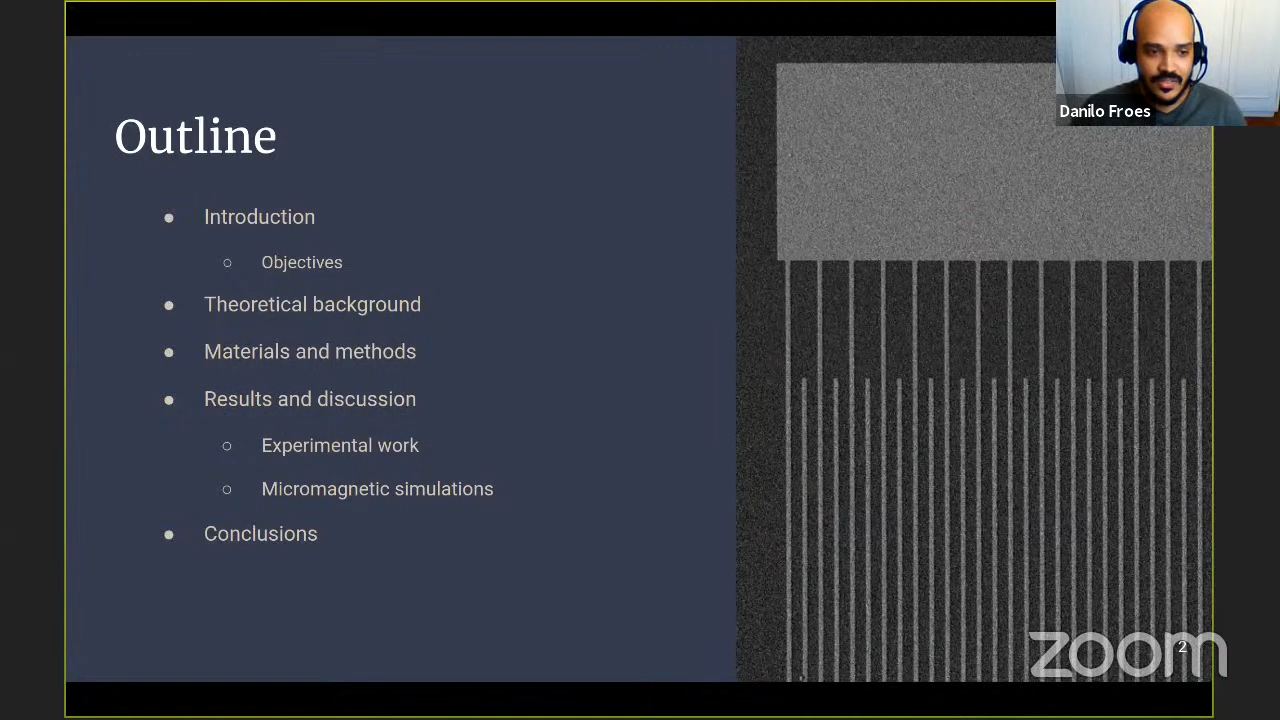 Danilo Froes
Outline
Introduction
Objectives
Theoretical background
Materials and methods
Results and discussion
Experimental work
Micromagnetic simulations
Conclusions
2
zoom